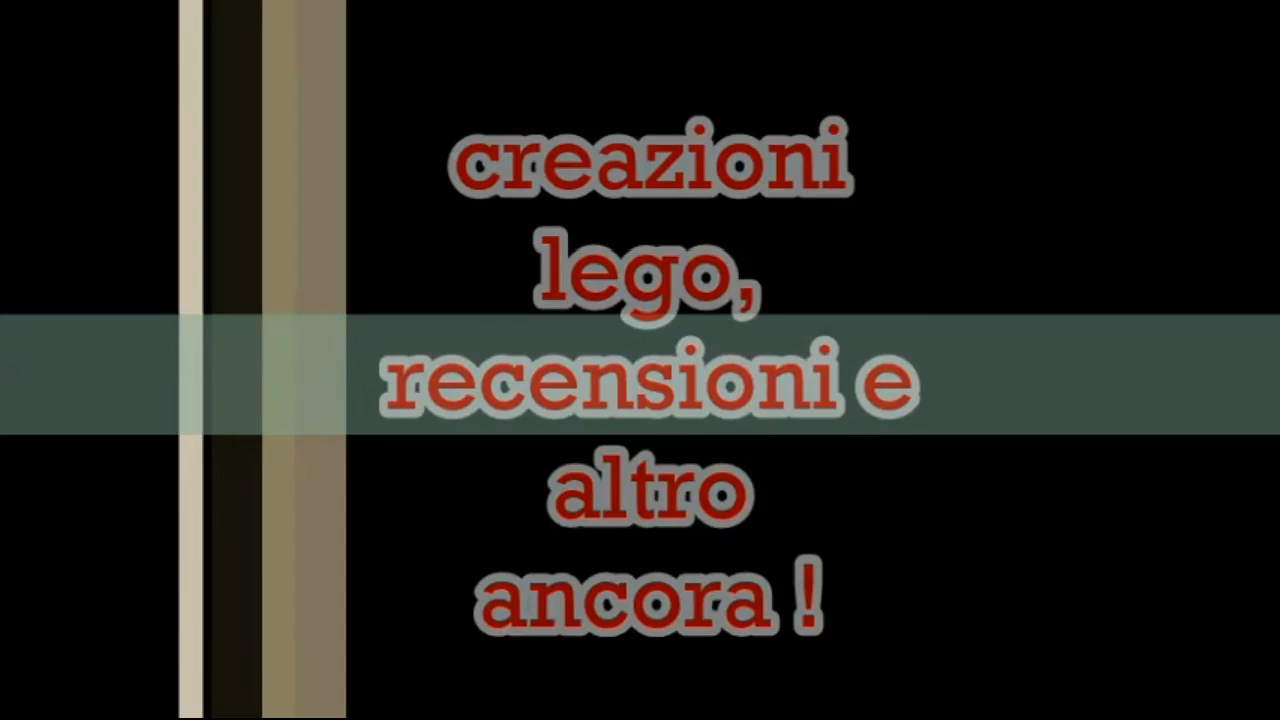 creazioni
lego,
recensioni e
altro
ancora !